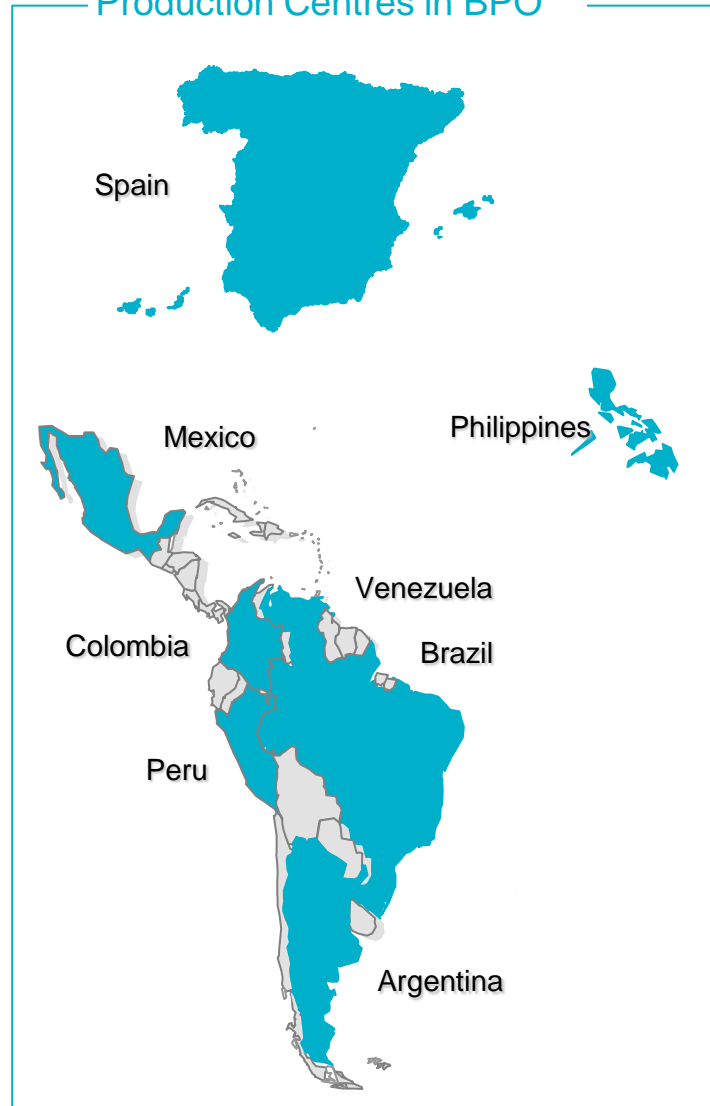 Production Centres in BPO
Spain
Philippines
Mexico
Venezuela
Colombia
Brazil
Peru
Argentina